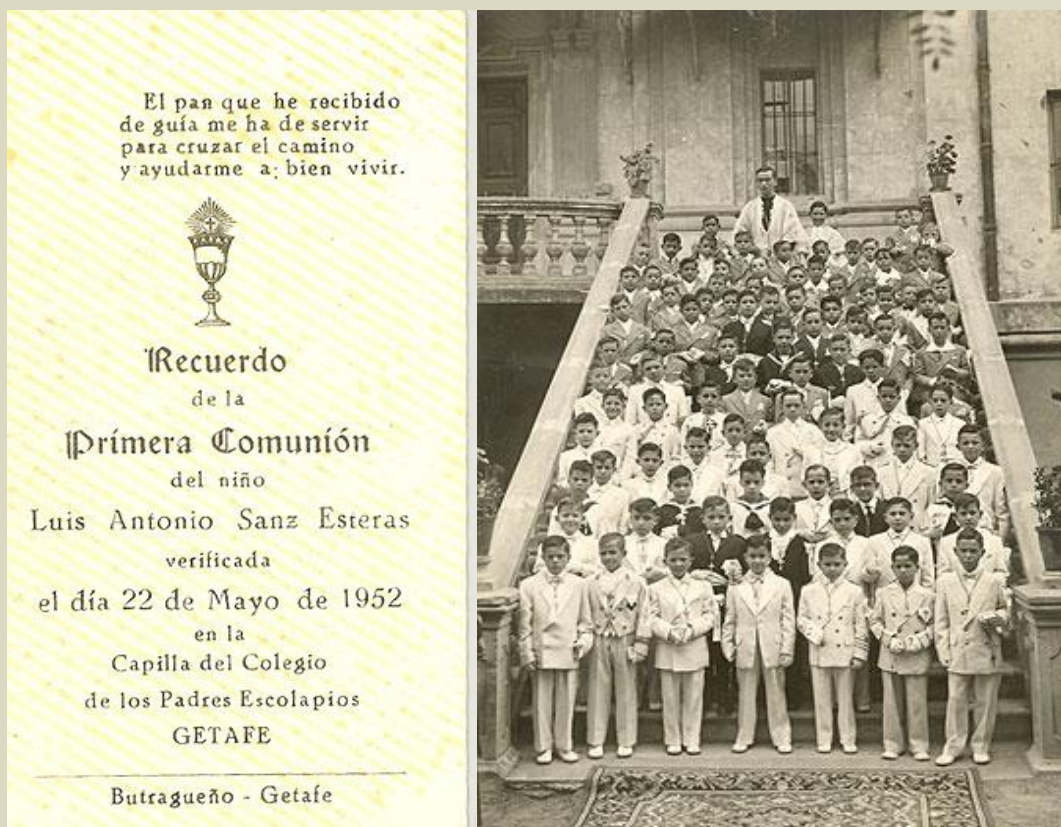 El pan que he recibido
de guía me ha de servir
para cruzar el camino
y ayudarme a bien vivir.
Recuerdo
de la
Primera Comunión
del niño
Luis Antonio Sanz Esteras
verificada
el día 22 de Mayo de 1952
en la
Capilla del Colegio
de los Padres Escolapios
GETAFE
Butragueño - Getafe